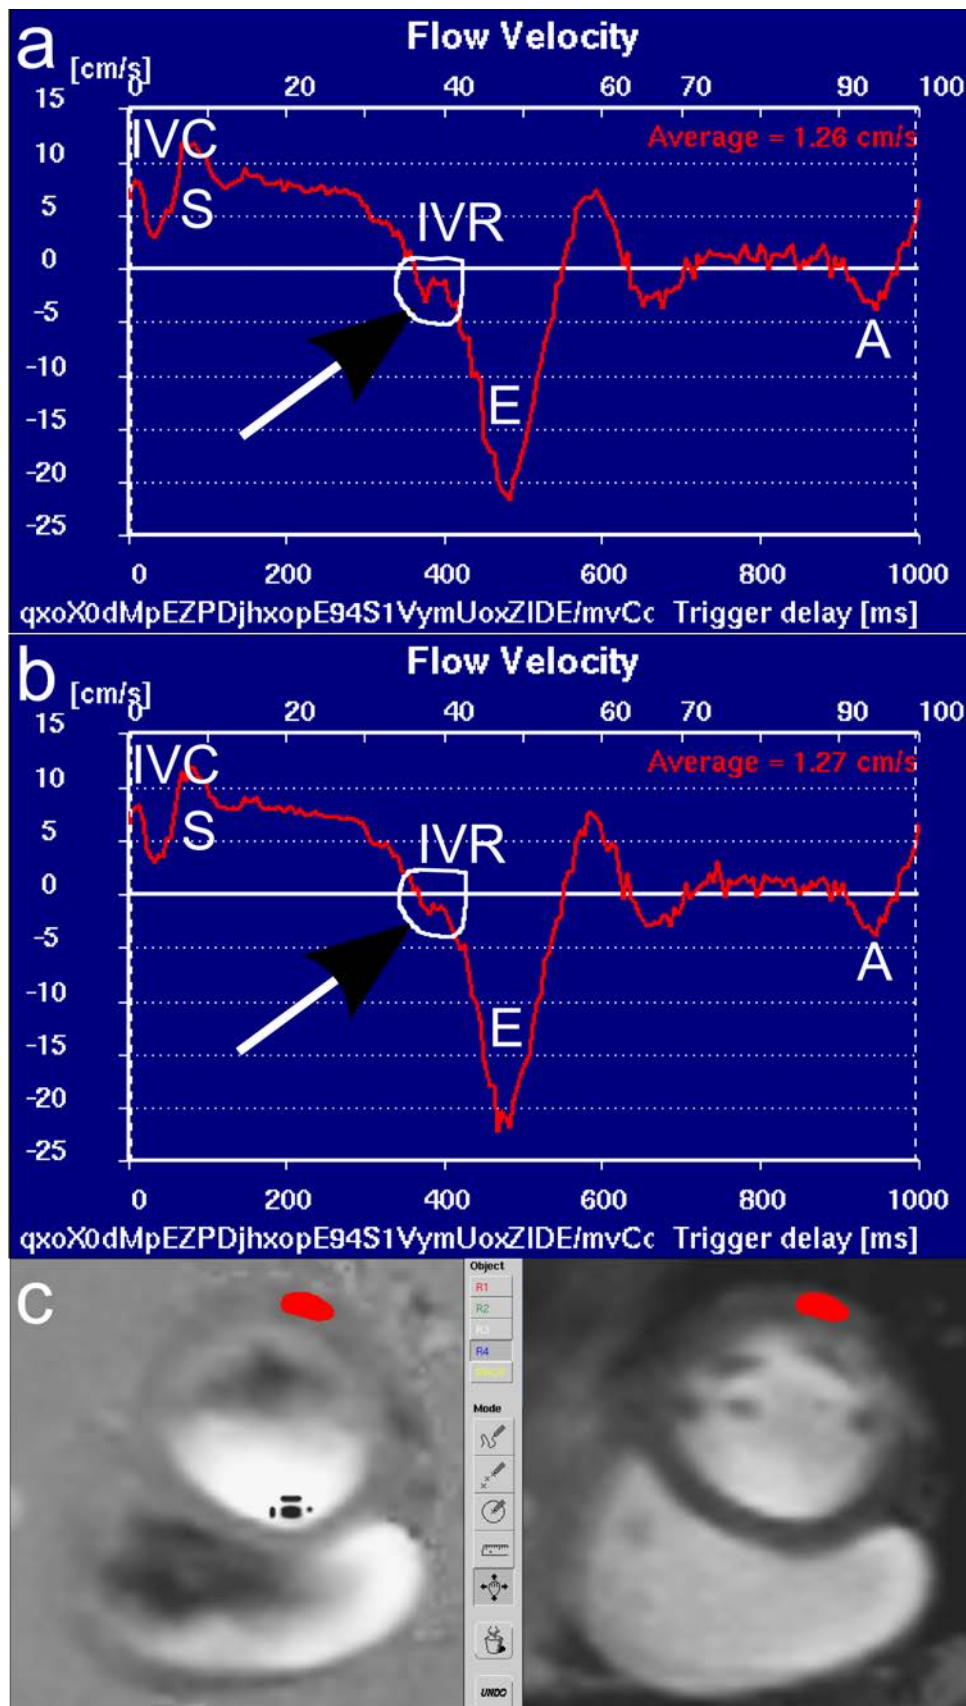 a
Flow Velocity
[cm/s]
0 20 40 60 70 90 100
15
Average = 1.26 cm/s
IVC
10
S
IVR
5
0
-5
A
-10
E
-15
-20
-25
0 200 400 600 800 1000
qxoX0dMpEZPDjhxopE94S1VymUoxZIDE/mvCc Trigger delay [ms]
b
Flow Velocity
[cm/s]
0 20 40 60 70 90 100
15
Average = 1.27 cm/s
IVC
10
S
IVR
5
0
-5
A
-10
E
-15
-20
-25
0 200 400 600 800 1000
qxoX0dMpEZPDjhxopE94S1VymUoxZIDE/mvCc Trigger delay [ms]
c
Object
R1
R2
R3
R4
Mode
UNDO